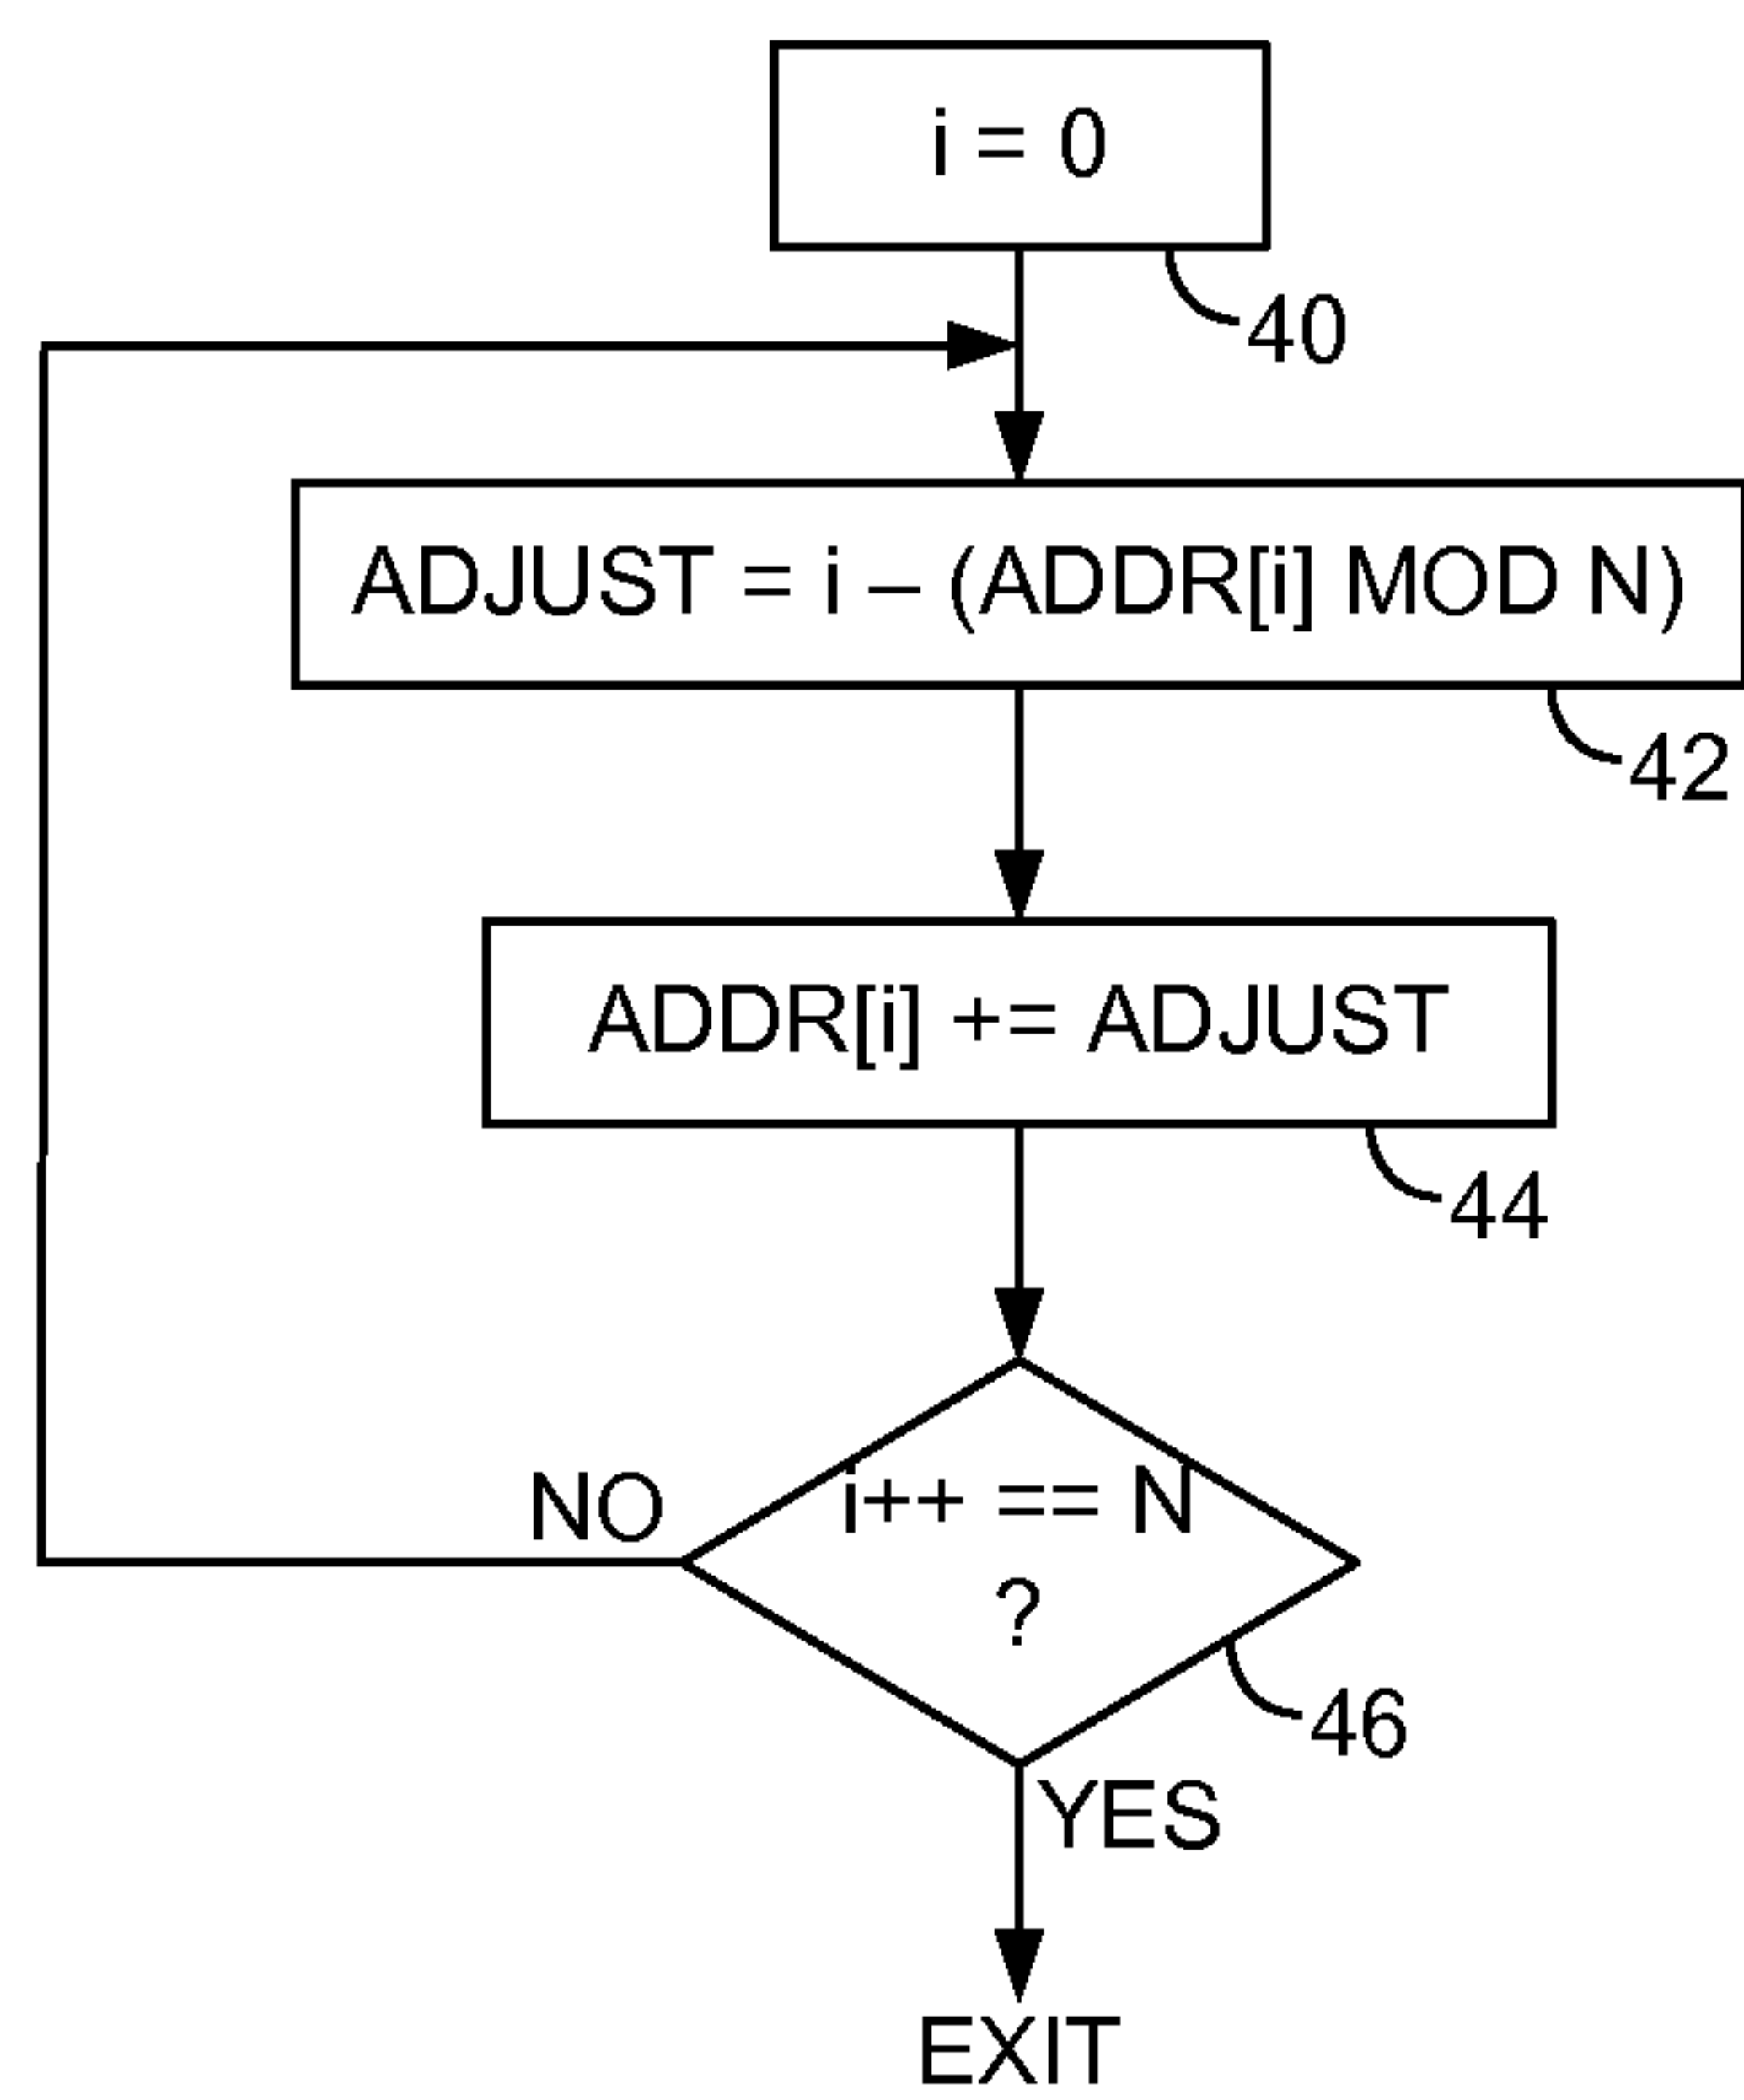 i = 0
40
ADJUST = i – (ADDR[i] MOD N)
42
ADDR[i] += ADJUST
44
NO
i++ == N
?
46
YES
EXIT